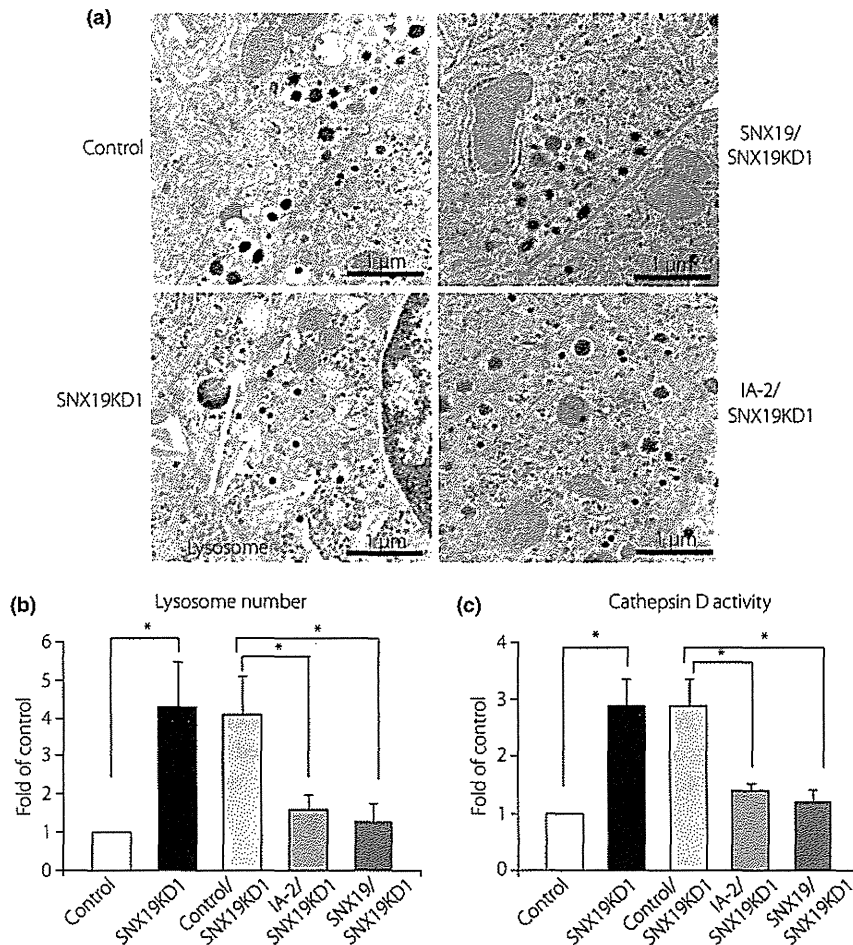 (a)
Control
1 µm
1 µm
SNX19/
SNX19KD1
SNX19KD1
Lysosome
1 µm
1 µm
IA-2/
SNX19KD1
(b)
Lysosome number
Fold of control
6
5
4
3
2
1
0
*
*
*
Control
SNX19KD1
Control/
SNX19KD1
IA-2/
SNX19KD1
SNX19/
SNX19KD1
(c)
Cathepsin D activity
Fold of control
4
3
2
1
0
*
*
*
Control
SNX19KD1
Control/
SNX19KD1
IA-2/
SNX19KD1
SNX19/
SNX19KD1